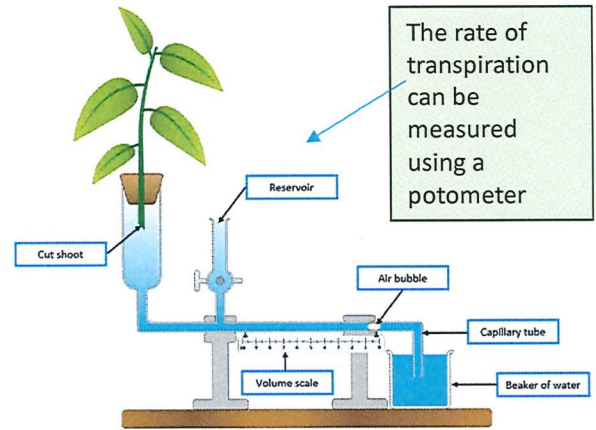 The rate of
transpiration
can be
measured
using a
potometer
Reservoir
Cut shoot
Air bubble
Capillary tube
Volume scale
Beaker of water